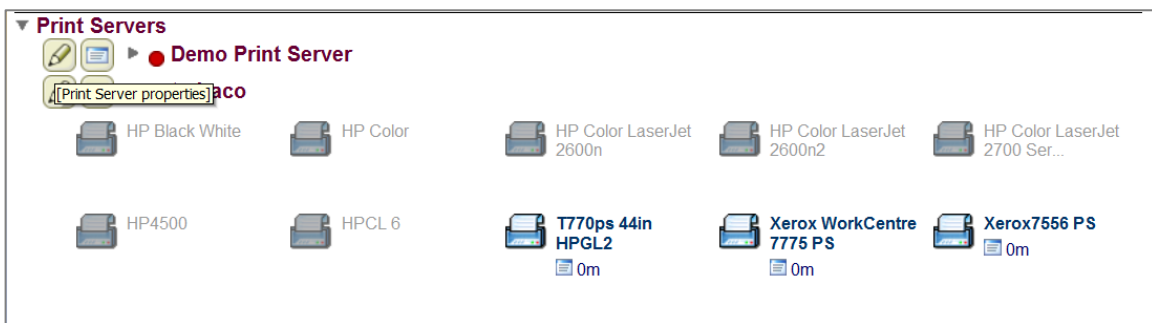 Print Servers
Demo Print Server
[Print Server properties]
aco
HP Black White
HP Color
HP Color LaserJet
2600n
HP Color LaserJet
2600n2
HP Color LaserJet
2700 Ser...
HP4500
HPCL 6
T770ps 44in
HPGL2
0m
Xerox WorkCentre
7775 PS
0m
Xerox7556 PS
0m